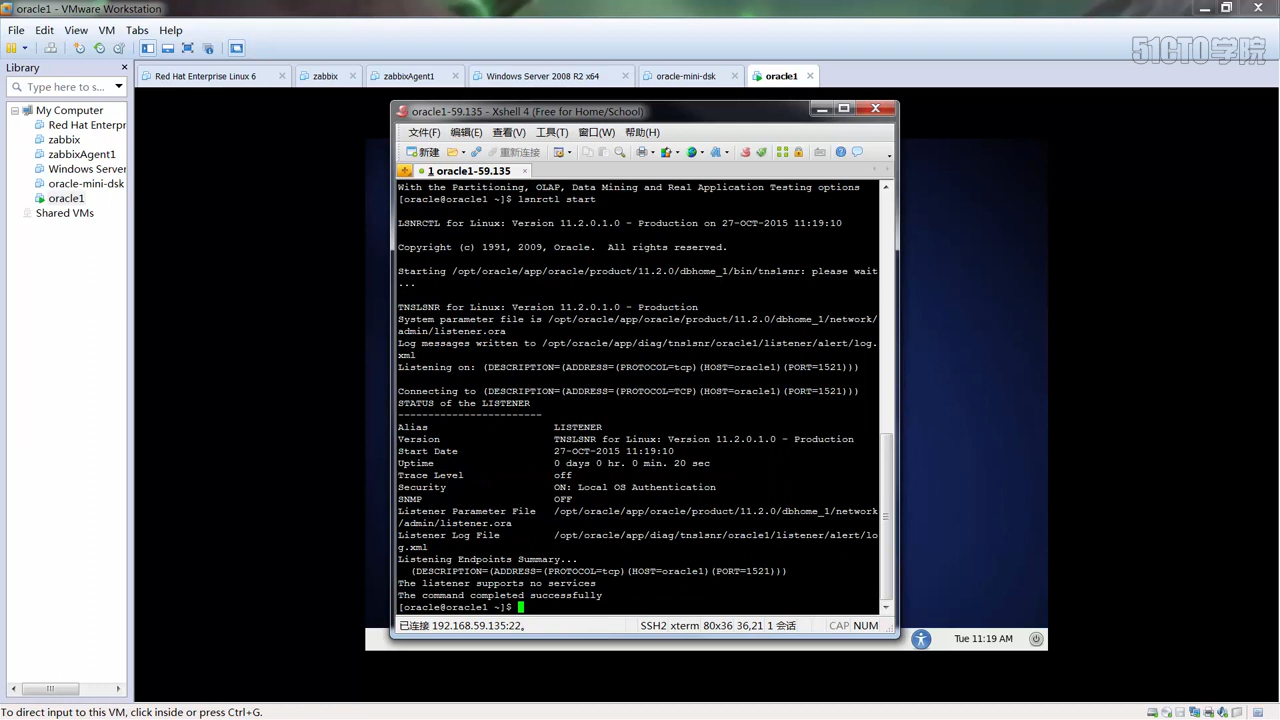 oracle1 - VMware Workstation
File Edit View VM Tabs Help
51CTO学院
Library
Type here to s...
My Computer
Red Hat Enterpr
zabbix
zabbixAgent1
Windows Server
oracle-mini-dsk
oracle1
Shared VMs
Red Hat Enterprise Linux 6 zabbix zabbixAgent1 Windows Server 2008 R2 x64 oracle-mini-dsk oracle1
oracle1-59.135 - Xshell 4 (Free for Home/School)
文件(F) 编辑(E) 查看(V) 工具(T) 窗口(W) 帮助(H)
新建 重新连接
1 oracle1-59.135
With the Partitioning, OLAP, Data Mining and Real Application Testing options
[oracle@oracle1 ~]$ lsnrctl start
LSNRCTL for Linux: Version 11.2.0.1.0 - Production on 27-OCT-2015 11:19:10
Copyright (c) 1991, 2009, Oracle.  All rights reserved.
Starting /opt/oracle/app/oracle/product/11.2.0/dbhome_1/bin/tnslsnr: please wait
...
TNSLSNR for Linux: Version 11.2.0.1.0 - Production
System parameter file is /opt/oracle/app/oracle/product/11.2.0/dbhome_1/network/
admin/listener.ora
Log messages written to /opt/oracle/app/diag/tnslsnr/oracle1/listener/alert/log.
xml
Listening on: (DESCRIPTION=(ADDRESS=(PROTOCOL=tcp)(HOST=oracle1)(PORT=1521)))
Connecting to (DESCRIPTION=(ADDRESS=(PROTOCOL=TCP)(HOST=oracle1)(PORT=1521)))
STATUS of the LISTENER
------------------------
Alias                     LISTENER
Version                   TNSLSNR for Linux: Version 11.2.0.1.0 - Production
Start Date                27-OCT-2015 11:19:10
Uptime                    0 days 0 hr. 0 min. 20 sec
Trace Level               off
Security                  ON: Local OS Authentication
SNMP                      OFF
Listener Parameter File   /opt/oracle/app/oracle/product/11.2.0/dbhome_1/network
/admin/listener.ora
Listener Log File         /opt/oracle/app/diag/tnslsnr/oracle1/listener/alert/lo
g.xml
Listening Endpoints Summary...
  (DESCRIPTION=(ADDRESS=(PROTOCOL=tcp)(HOST=oracle1)(PORT=1521)))
The listener supports no services
The command completed successfully
[oracle@oracle1 ~]$
已连接 192.168.59.135:22。 SSH2 xterm 80x36 36,21 1 会话 CAP NUM
Tue 11:19 AM
To direct input to this VM, click inside or press Ctrl+G.